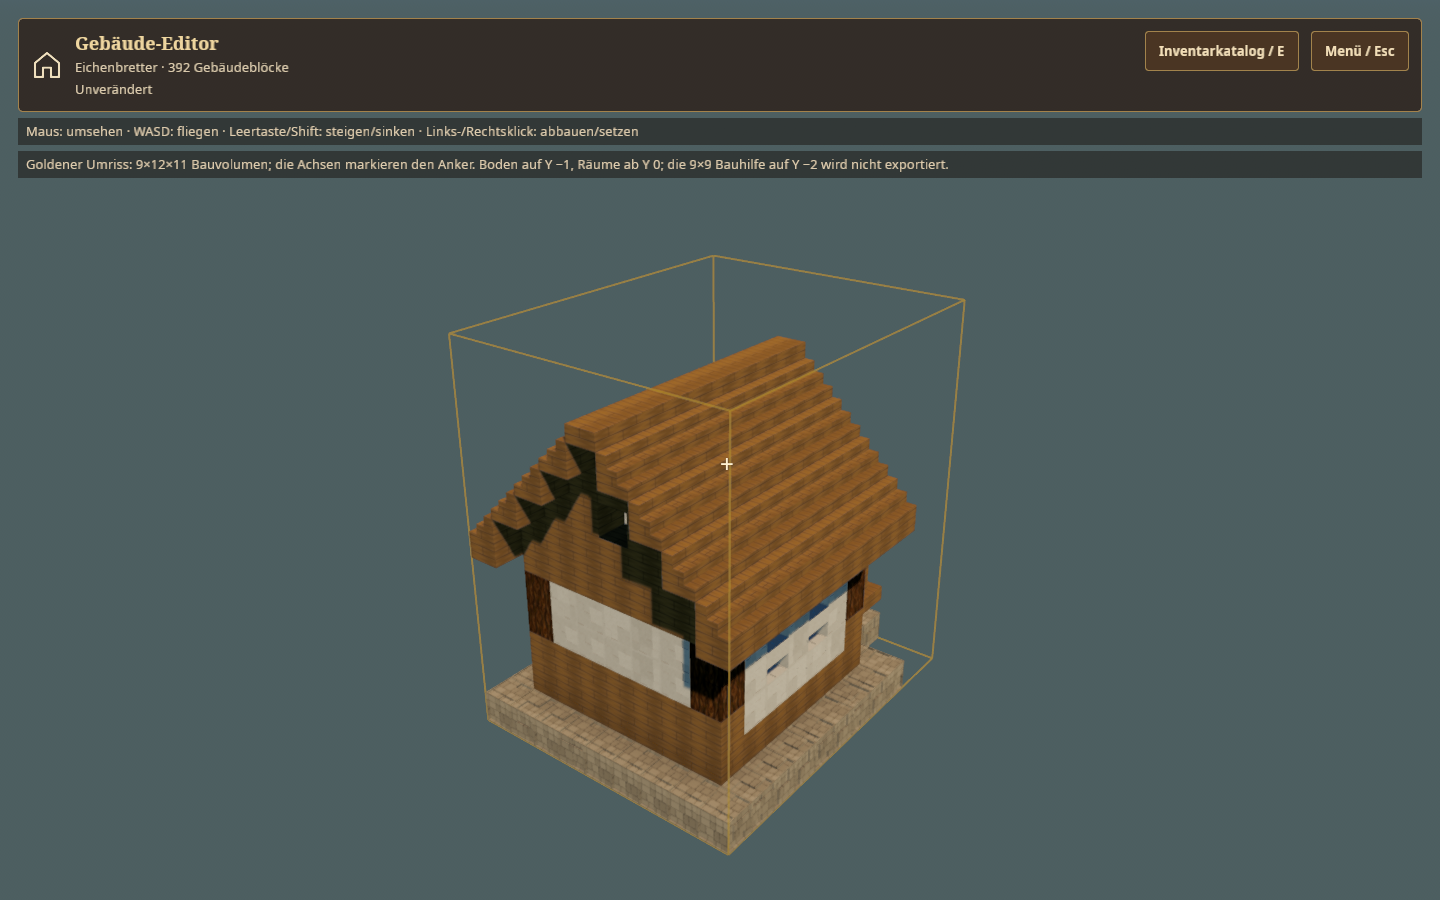 Gebäude-Editor
Eichenbretter · 392 Gebäudeblöcke
Unverändert
Inventarkatalog / E
Menü / Esc
Maus: umsehen · WASD: fliegen · Leertaste/Shift: steigen/sinken · Links-/Rechtsklick: abbauen/setzen
Goldener Umriss: 9×12×11 Bauvolumen; die Achsen markieren den Anker. Boden auf Y −1, Räume ab Y 0; die 9×9 Bauhilfe auf Y −2 wird nicht exportiert.